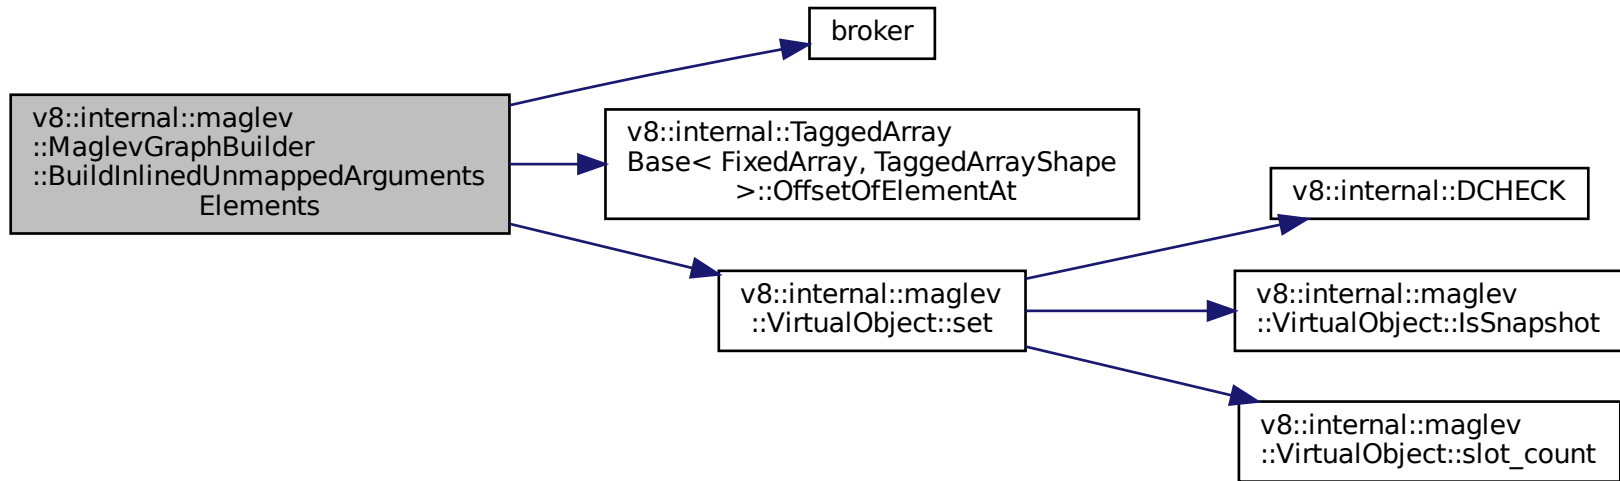 v8::internal::maglev
::MaglevGraphBuilder
::BuildInlinedUnmappedArguments
Elements
broker
v8::internal::TaggedArray
Base< FixedArray, TaggedArrayShape
>::OffsetOfElementAt
v8::internal::maglev
::VirtualObject::set
v8::internal::DCHECK
v8::internal::maglev
::VirtualObject::IsSnapshot
v8::internal::maglev
::VirtualObject::slot_count